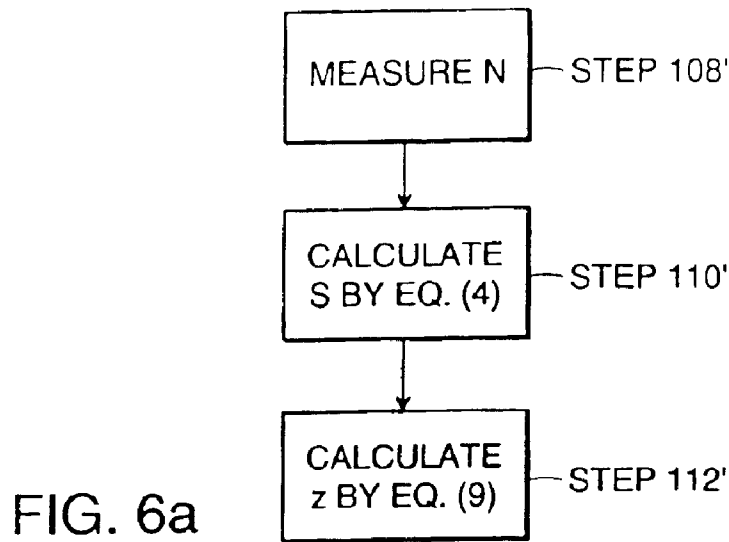 MEASURE N
STEP 108'
CALCULATE
S BY EQ. (4)
STEP 110'
CALCULATE
z BY EQ. (9)
STEP 112'
FIG. 6a